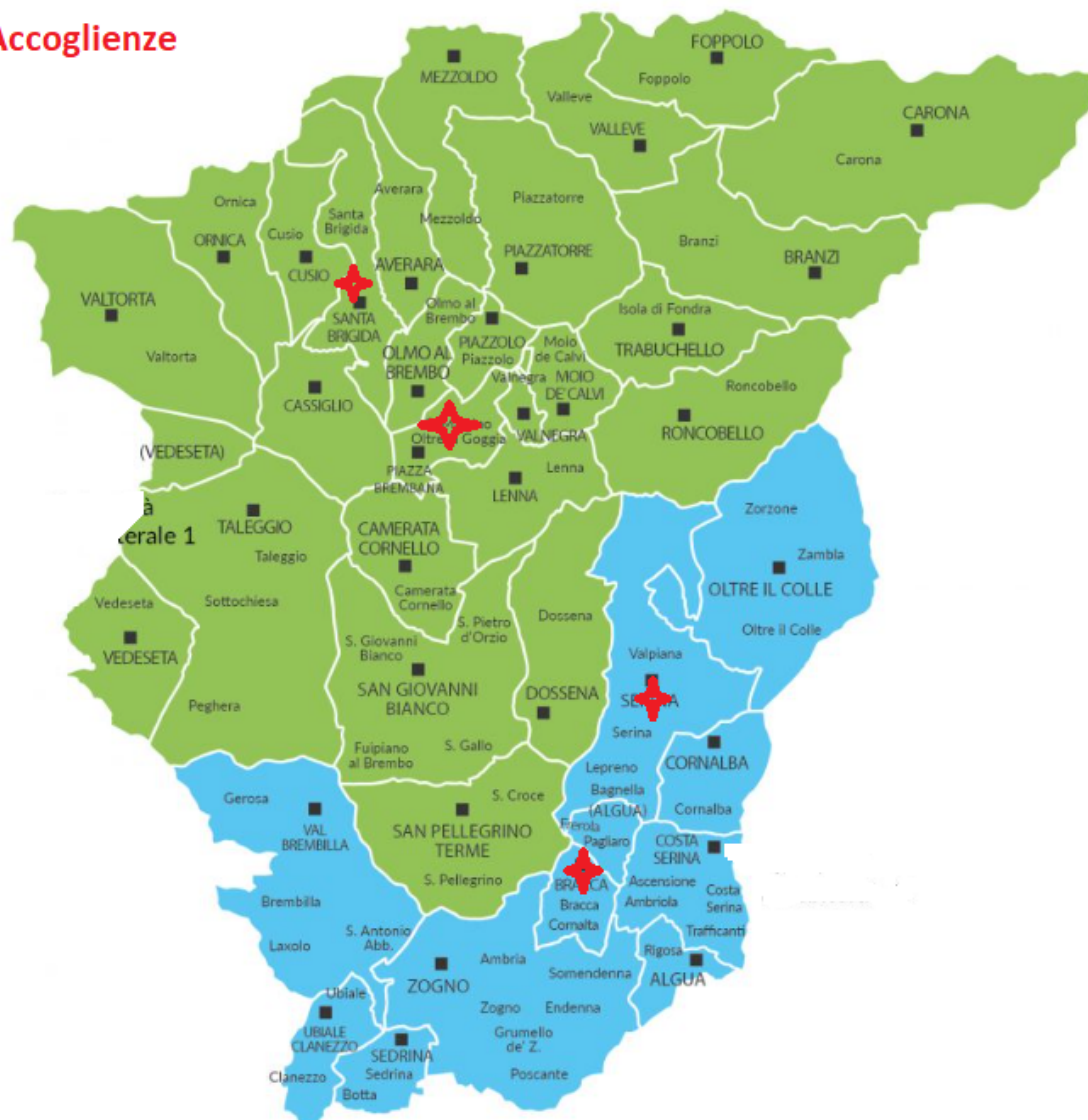 Accoglienze
FOPPOLO
MEZZOLDO
Foppolo
Valleve
CARONA
VALLEVE
Carona
Averara
Ornica
Piazzatorre
Santa
Brigida
Mezzoldo
Cusio
Branzi
ORNICA
PIAZZATORRE
BRANZI
CUSIO
AVERARA
VALTORTA
Olmo al
Brembo
Isola di Fondra
SANTA
BRIGIDA
TRABUCHELLO
Valtorta
PIAZZOLO
Piazzolo
Moio
de Calvi
OLMO AL
BREMBO
Valnegra
MOIO
DE' CALVI
Roncobello
CASSIGLIO
RONCOBELLO
VALNEGRA
Oltre Goggia
(VEDESETA)
PIAZZA
BREMBANA
Lenna
LENNA
à
terale 1
TALEGGIO
Taleggio
CAMERATA
CORNELLO
Zorzone
Zambla
OLTRE IL COLLE
Camerata
Cornello
Vedeseta
Sottochiesa
Dossena
S. Pietro
d'Orzio
Oltre il Colle
VEDESETA
S. Giovanni
Bianco
Valpiana
SAN GIOVANNI
BIANCO
DOSSENA
SERINA
Peghera
Serina
S. Gallo
Fuipiano
al Brembo
CORNALBA
Lepreno
Bagnella
Gerosa
S. Croce
(ALGUA)
Cornalba
VAL
BREMBILLA
SAN PELLEGRINO
TERME
Frerola
Pagliaro
COSTA
SERINA
S. Pellegrino
BRACCA
Ascensione
Brembilla
Bracca
Ambriola
Costa
Serina
Cornalta
S. Antonio
Abb.
Trafficanti
Laxolo
Ambria
Rigosa
Somendenna
ALGUA
ZOGNO
Ubiale
Zogno
Endenna
UBIALE
CLANEZZO
Grumello
de' Z.
SEDRINA
Sedrina
Clanezzo
Poscante
Botta